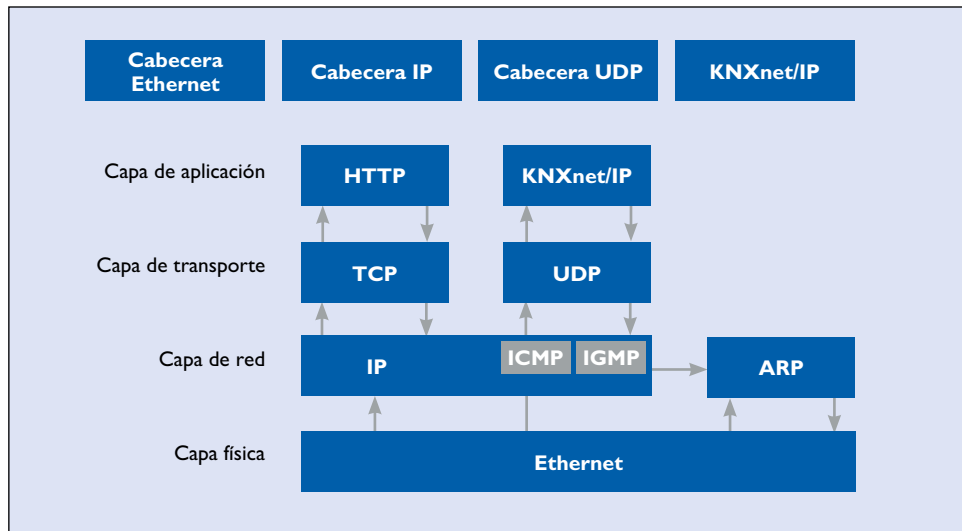 Cabecera
Ethernet
Cabecera IP
Cabecera UDP
KNXnet/IP
Capa de aplicación
HTTP
KNXnet/IP
Capa de transporte
TCP
UDP
Capa de red
IP
ICMP
IGMP
ARP
Capa física
Ethernet